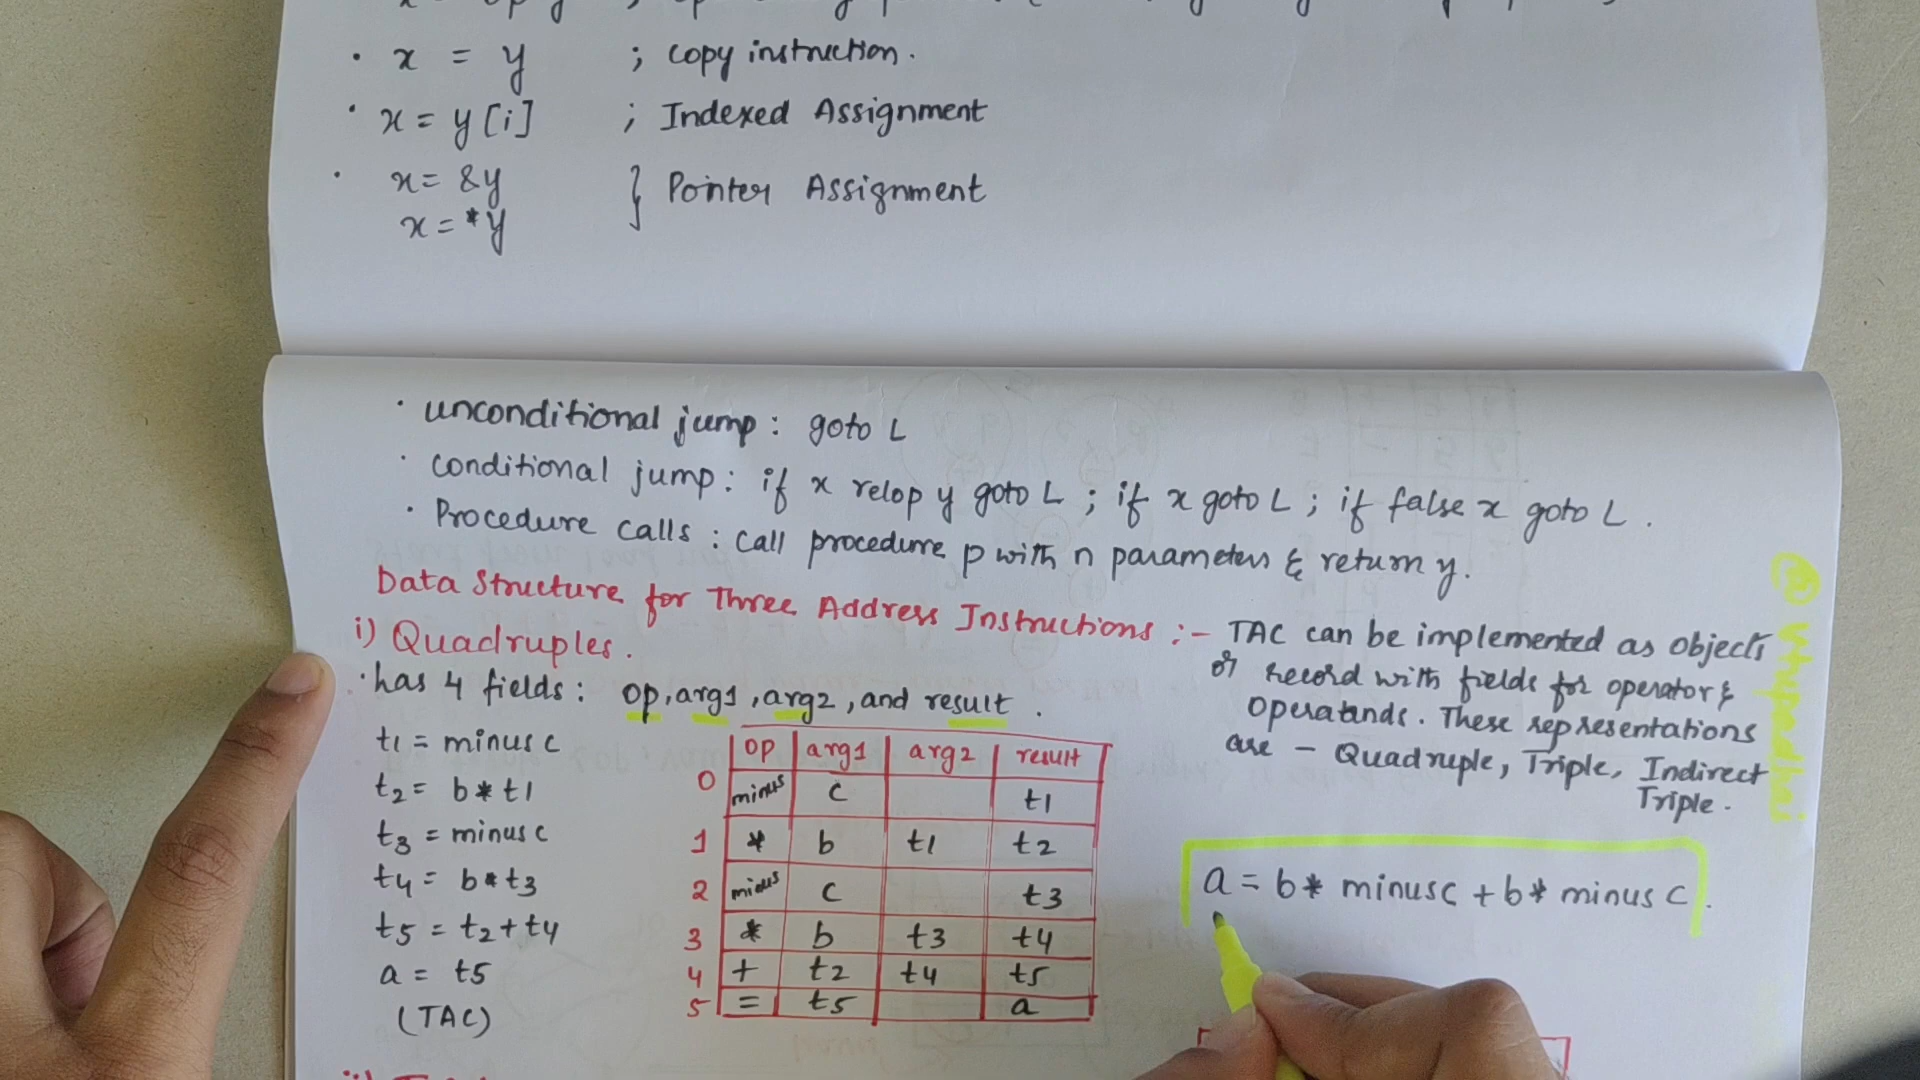 · x = y ; copy instruction.
· x = y [i] ; Indexed Assignment
· x = &y } Pointer Assignment
x = *y
· unconditional jump : goto L
· conditional jump : if x relop y goto L ; if x goto L ; if false x goto L .
· Procedure calls : call procedure p with n parameters & return y.
Data Structure for Three Address Instructions :- TAC can be implemented as objects
or record with fields for operator &
Operatands. These representations
are - Quadruple, Triple, Indirect
Triple.
i) Quadruples.
· has 4 fields : op, arg1, arg2, and result .
t1 = minus c
t2 = b * t1
t3 = minus c
t4 = b * t3
t5 = t2 + t4
a = t5
(TAC)
op arg1 arg2 result
0 minus c t1
1 * b t1 t2
2 minus c t3
3 * b t3 t4
4 + t2 t4 t5
5 = t5 a
a = b * minus c + b * minus c .
@vtupadhai